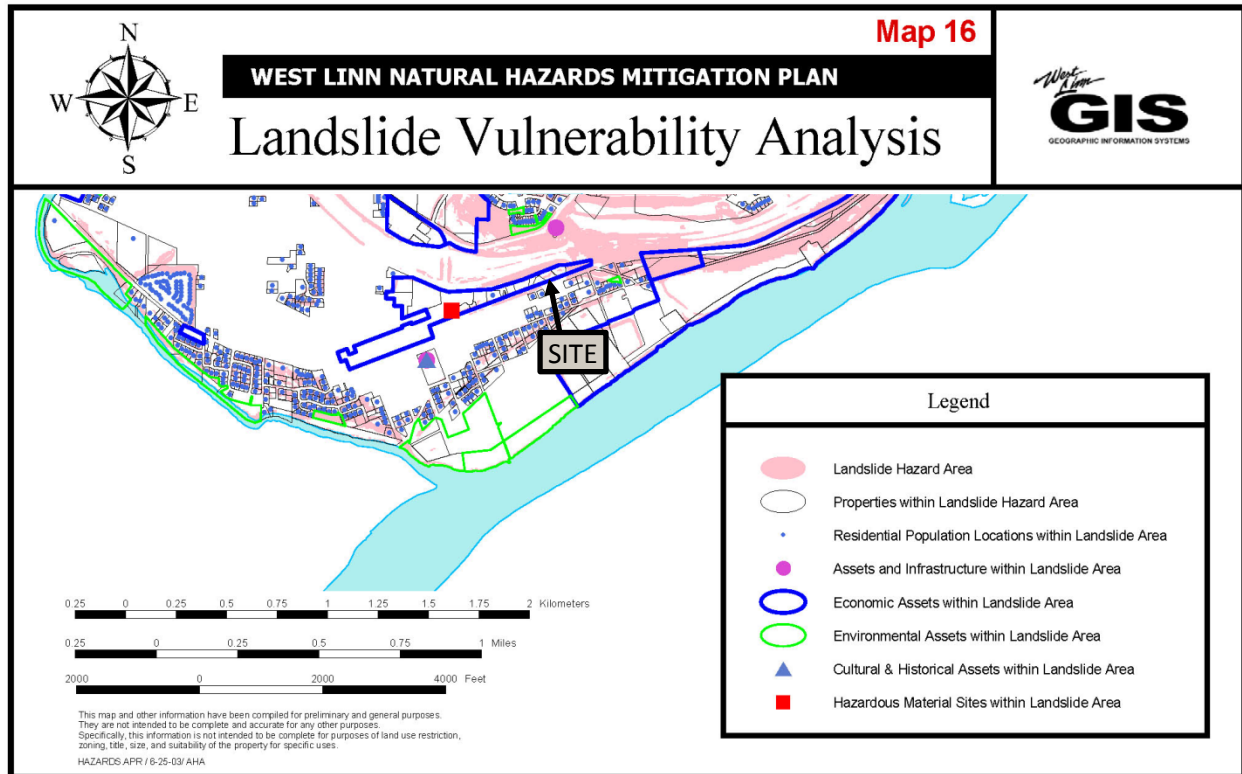 Map 16
N
W E
S
WEST LINN NATURAL HAZARDS MITIGATION PLAN
Landslide Vulnerability Analysis
West Linn
GIS
GEOGRAPHIC INFORMATION SYSTEMS
SITE
Legend
Landslide Hazard Area
Properties within Landslide Hazard Area
Residential Population Locations within Landslide Area
Assets and Infrastructure within Landslide Area
Economic Assets within Landslide Area
Environmental Assets within Landslide Area
Cultural & Historical Assets within Landslide Area
Hazardous Material Sites within Landslide Area
0.25 0 0.25 0.5 0.75 1 1.25 1.5 1.75 2 Kilometers
0.25 0 0.25 0.5 0.75 1 Miles
2000 0 2000 4000 Feet
This map and other information have been compiled for preliminary and general purposes.
They are not intended to be complete and accurate for any other purposes.
Specifically, this information is not intended to be complete for purposes of land use restriction,
zoning, title, size, and suitability of the property for specific uses.
HAZARDS.APR / 6-25-03/ AHA